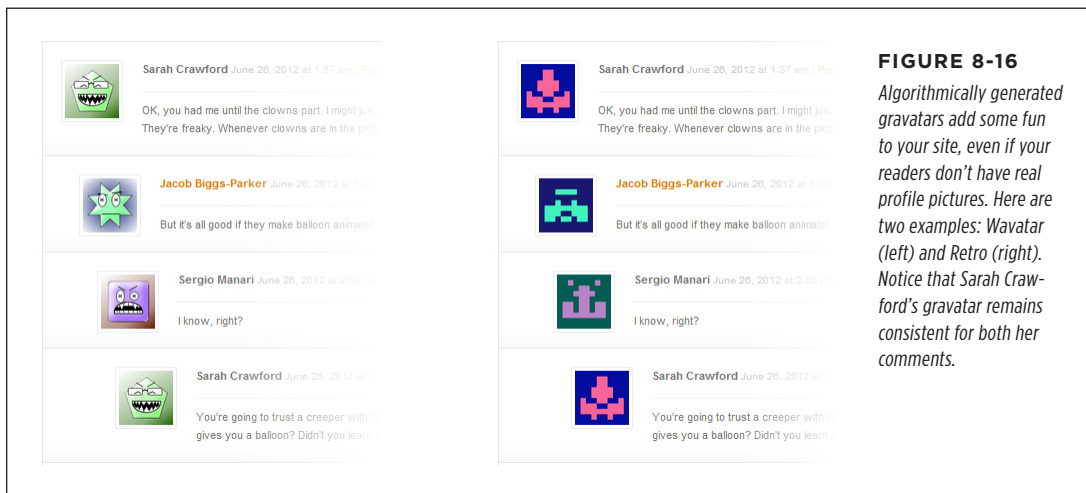 Sarah Crawford June 26, 2012 at 1:37 am |
OK, you had me until the clowns part. I might just
They're freaky. Whenever clowns are in the
Jacob Biggs-Parker June 26, 2012 at
But it's all good if they make balloon animals!
Sergio Manari June 26, 2012 at
I know, right?
Sarah Crawford June 26, 2012 at
You're going to trust a creeper with
gives you a balloon? Didn't you learn
Sarah Crawford June 26, 2012 at 1:37 am |
OK, you had me until the clowns part. I might just
They're freaky. Whenever clowns are in the
Jacob Biggs-Parker June 26, 2012 at
But it's all good if they make balloon animals!
Sergio Manari June 26, 2012 at
I know, right?
Sarah Crawford June 26, 2012 at
You're going to trust a creeper with
gives you a balloon? Didn't you learn
FIGURE 8-16
Algorithmically generated
gravatars add some fun
to your site, even if your
readers don't have real
profile pictures. Here are
two examples: Wavatar
(left) and Retro (right).
Notice that Sarah Craw-
ford's gravatar remains
consistent for both her
comments.